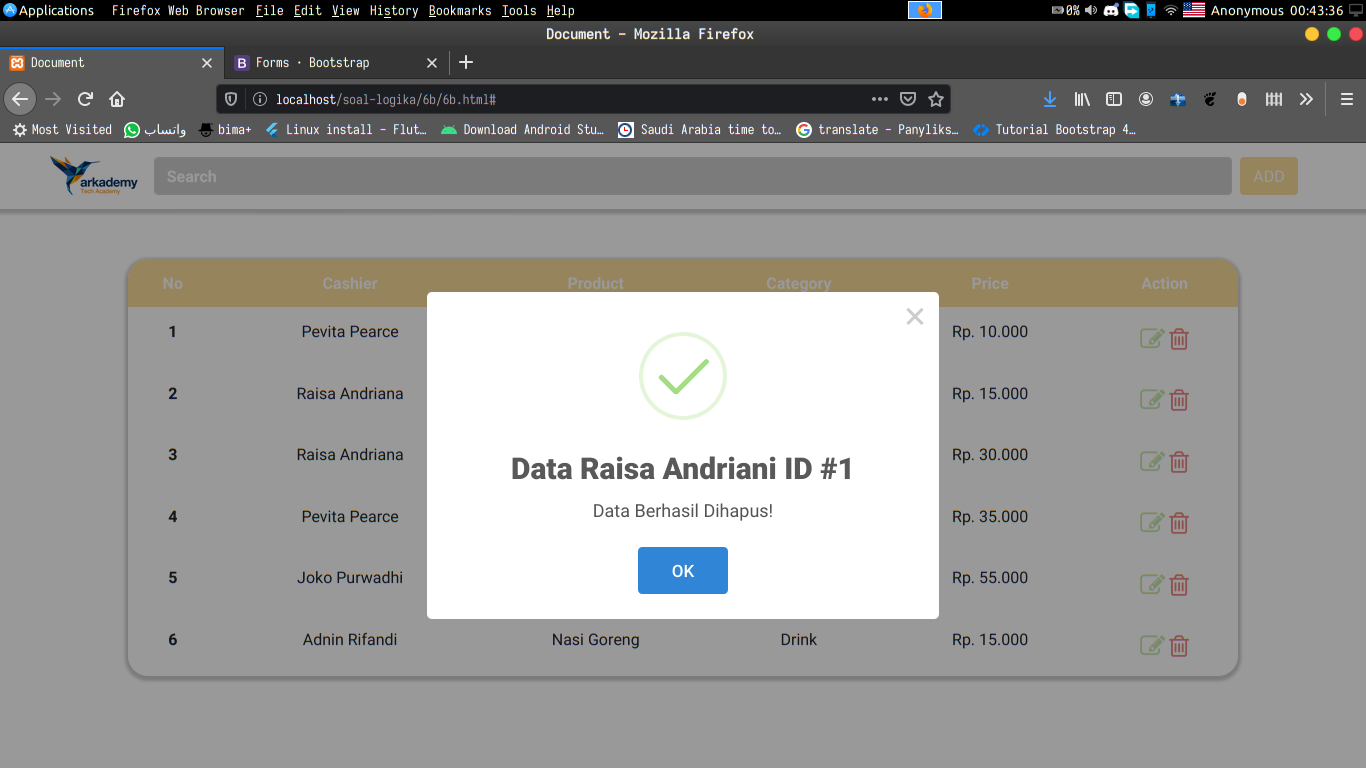 Applications Firefox Web Browser File Edit View History Bookmarks Tools Help 0% Anonymous 00:43:36
Document - Mozilla Firefox
Document Forms · Bootstrap
localhost/soal-logika/6b/6b.html#
Most Visited واتساب bima+ Linux install - Flut… Download Android Stu… Saudi Arabia time to… translate - Panyliks… Tutorial Bootstrap 4…
arkademy
Tech Academy
Search ADD
No Cashier Product Category Price Action
1 Pevita Pearce Rp. 10.000
2 Raisa Andriana Rp. 15.000
3 Raisa Andriana Rp. 30.000
4 Pevita Pearce Rp. 35.000
5 Joko Purwadhi Rp. 55.000
6 Adnin Rifandi Nasi Goreng Drink Rp. 15.000
Data Raisa Andriani ID #1
Data Berhasil Dihapus!
OK